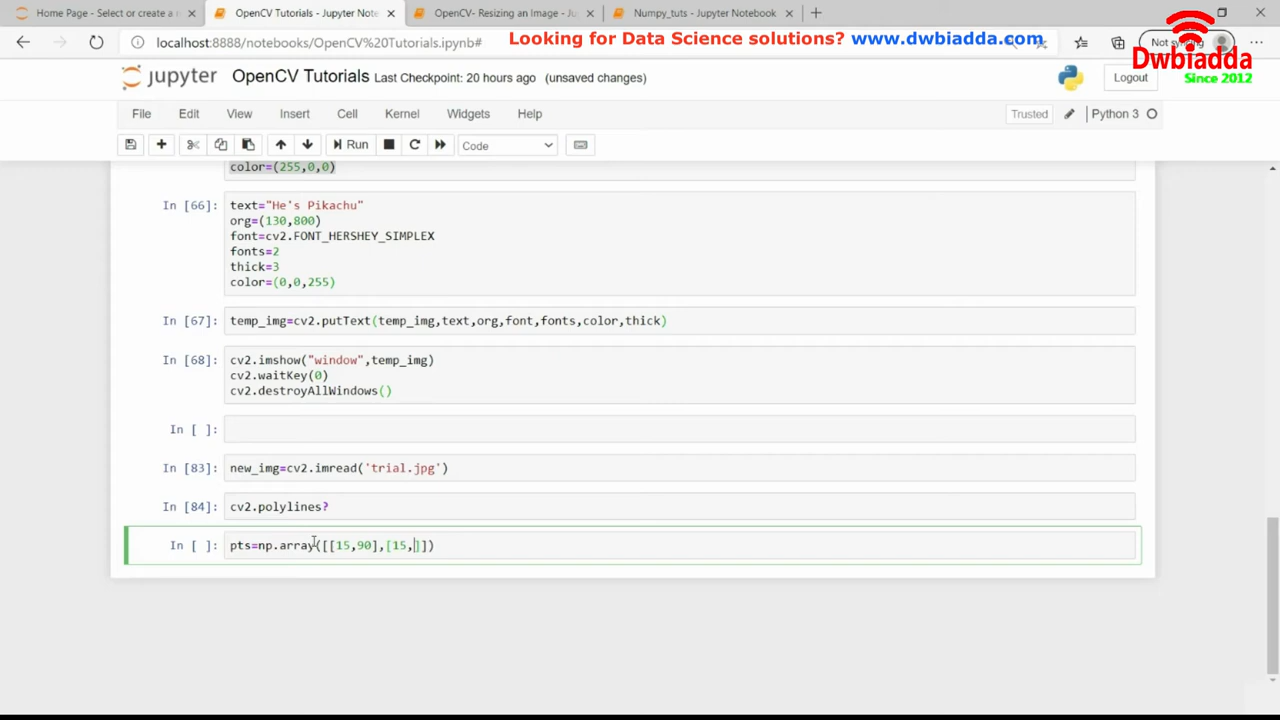 Home Page - Select or create a n
OpenCV Tutorials - Jupyter Note
OpenCV- Resizing an Image - Ju
Numpy_tuts - Jupyter Notebook
Looking for Data Science solutions? www.dwbiadda.com
localhost:8888/notebooks/OpenCV%20Tutorials.ipynb#
Not syncing
Dwbiadda
Since 2012
jupyter OpenCV Tutorials Last Checkpoint: 20 hours ago (unsaved changes)
Logout
File Edit View Insert Cell Kernel Widgets Help
Trusted
Python 3
Run
Code
color=(255,0,0)
In [66]:
text="He's Pikachu"
org=(130,800)
font=cv2.FONT_HERSHEY_SIMPLEX
fonts=2
thick=3
color=(0,0,255)
In [67]: temp_img=cv2.putText(temp_img,text,org,font,fonts,color,thick)
In [68]: cv2.imshow("window",temp_img)
cv2.waitKey(0)
cv2.destroyAllWindows()
In [ ]:
In [83]: new_img=cv2.imread('trial.jpg')
In [84]: cv2.polylines?
In [ ]: pts=np.array([[15,90],[15,]])